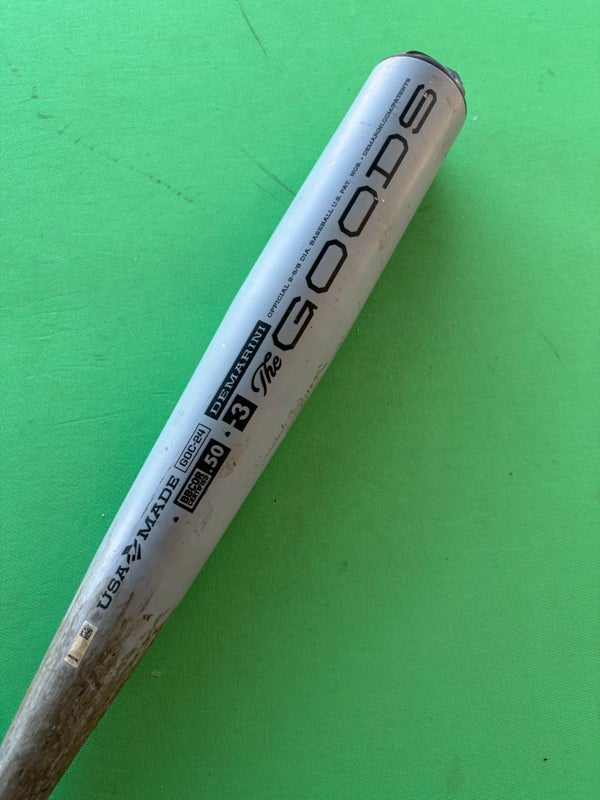 OFFICIAL 2-5/8 DIA. BASEBALL U.S. PAT. NOS. > DEMARINI.COM/PATENTS
The GOODS
DEMARINI -3
GOC-24
BBCOR CERTIFIED .50
USA MADE